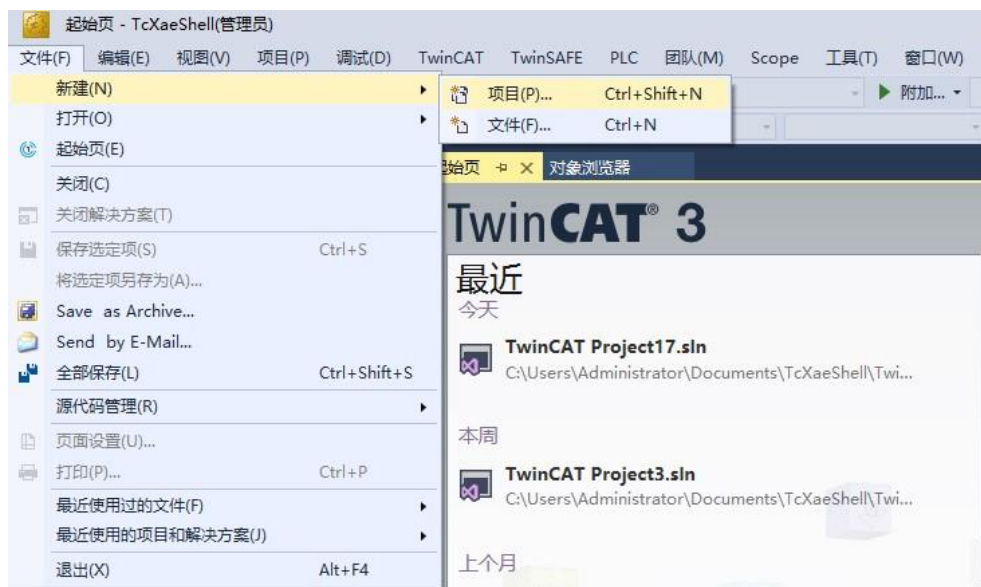 起始页 - TcXaeShell(管理员)
文件(F) 编辑(E) 视图(V) 项目(P) 调试(D) TwinCAT TwinSAFE PLC 团队(M) Scope 工具(T) 窗口(W)
新建(N)
项目(P)... Ctrl+Shift+N
附加...
打开(O)
文件(F)... Ctrl+N
起始页(E)
起始页 对象浏览器
关闭(C)
关闭解决方案(T)
TwinCAT® 3
保存选定项(S) Ctrl+S
将选定项另存为(A)...
最近
今天
Save as Archive...
Send by E-Mail...
TwinCAT Project17.sln
全部保存(L) Ctrl+Shift+S
C:\Users\Administrator\Documents\TcXaeShell\Twi...
源代码管理(R)
页面设置(U)...
本周
打印(P)... Ctrl+P
TwinCAT Project3.sln
C:\Users\Administrator\Documents\TcXaeShell\Twi...
最近使用过的文件(F)
最近使用的项目和解决方案(J)
上个月
退出(X) Alt+F4